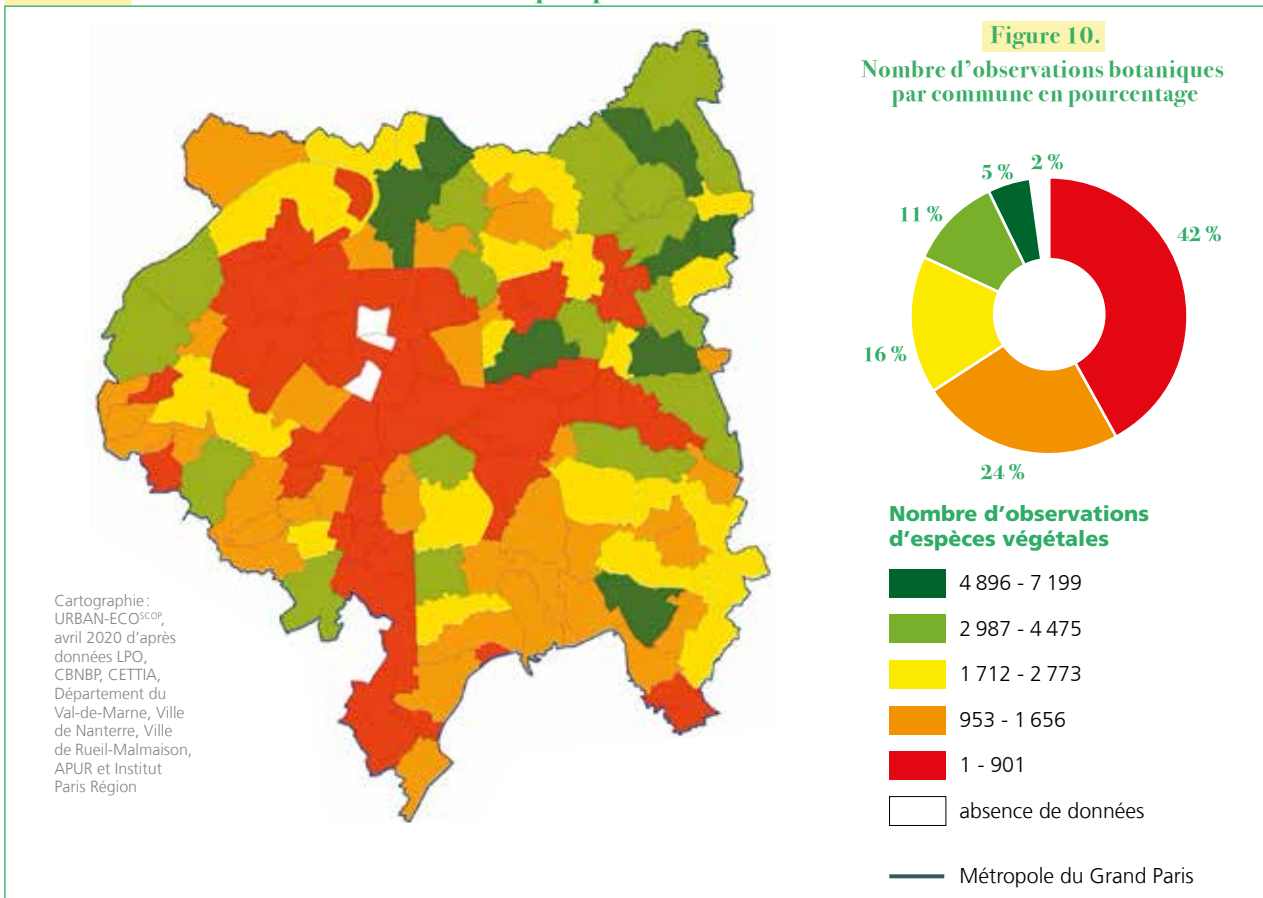 Figure 10.
Nombre d'observations botaniques
par commune en pourcentage
2 %
5 %
11 %
42 %
16 %
24 %
Nombre d'observations
d'espèces végétales
4 896 - 7 199
2 987 - 4 475
1 712 - 2 773
953 - 1 656
1 - 901
absence de données
Métropole du Grand Paris
Cartographie :
URBAN-ECOSCOP,
avril 2020 d'après
données LPO,
CBNBP, CETTIA,
Département du
Val-de-Marne, Ville
de Nanterre, Ville
de Rueil-Malmaison,
APUR et Institut
Paris Région